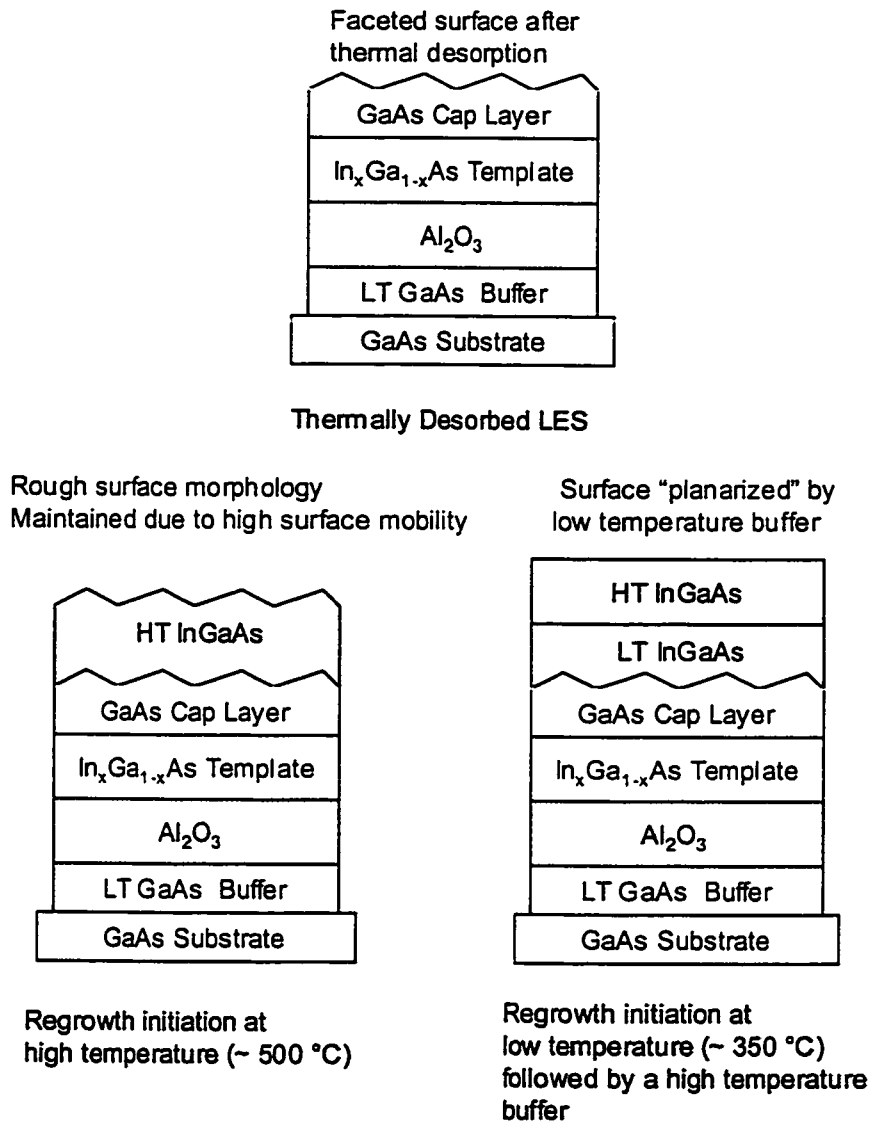 Faceted surface after
thermal desorption
GaAs Cap Layer
InₓGa₁₋ₓAs Template
Al₂O₃
LT GaAs Buffer
GaAs Substrate
Thermally Desorbed LES
Rough surface morphology
Maintained due to high surface mobility
HT InGaAs
GaAs Cap Layer
InₓGa₁₋ₓAs Template
Al₂O₃
LT GaAs Buffer
GaAs Substrate
Regrowth initiation at
high temperature (~ 500 °C)
Surface “planarized” by
low temperature buffer
HT InGaAs
LT InGaAs
GaAs Cap Layer
InₓGa₁₋ₓAs Template
Al₂O₃
LT GaAs Buffer
GaAs Substrate
Regrowth initiation at
low temperature (~ 350 °C)
followed by a high temperature
buffer